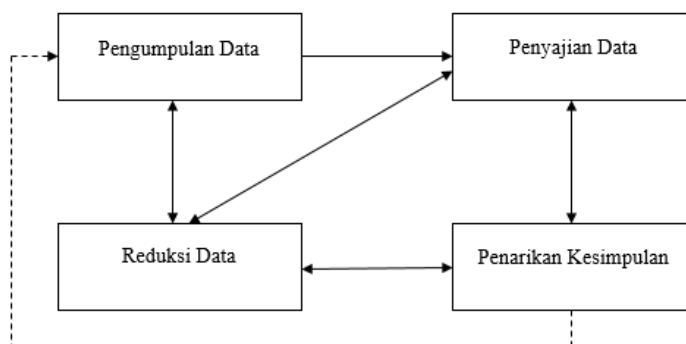 Pengumpulan Data
Penyajian Data
Reduksi Data
Penarikan Kesimpulan